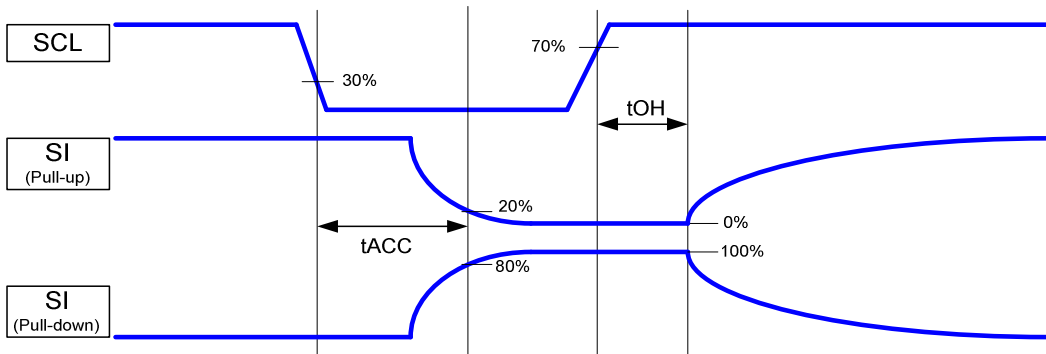 SCL
30%
70%
tOH
SI
(Pull-up)
20%
0%
tACC
100%
80%
SI
(Pull-down)